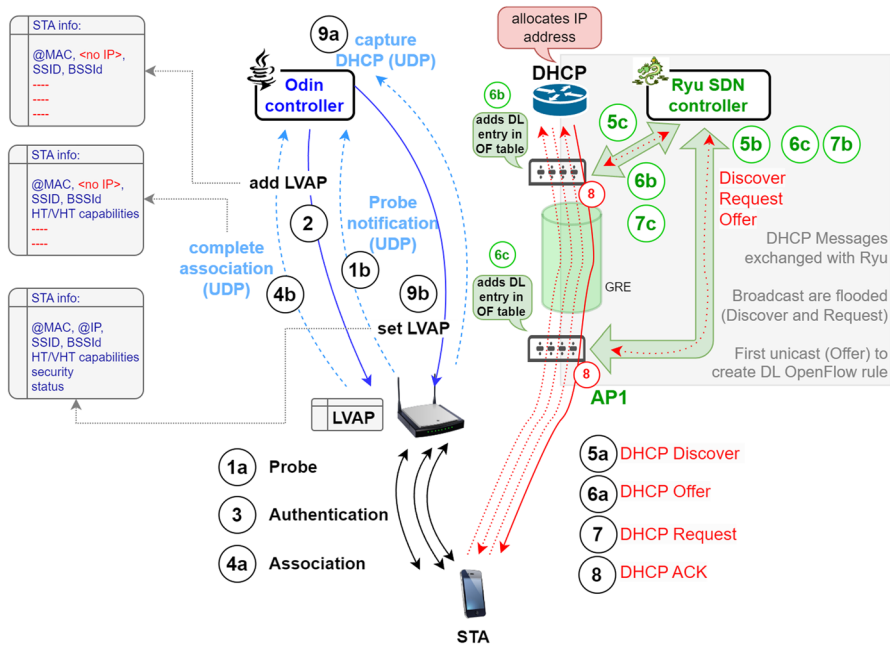 STA info:
@MAC, <no IP>,
SSID, BSSId
----
----
----
STA info:
@MAC, <no IP>,
SSID, BSSId
HT/VHT capabilities
----
----
STA info:
@MAC, @IP,
SSID, BSSId
HT/VHT capabilities
security
status
9a
capture
DHCP (UDP)
Odin
controller
add LVAP
2
Probe
notification
(UDP)
complete
association
(UDP)
4b
1b
9b
set LVAP
LVAP
1a
Probe
3
Authentication
4a
Association
STA
allocates IP
address
DHCP
6b
adds DL
entry in
OF table
Ryu SDN
controller
5c
5b
6c
7b
6b
8
7c
Discover
Request
Offer
6c
adds DL
entry in
OF table
GRE
DHCP Messages
exchanged with Ryu
Broadcast are flooded
(Discover and Request)
First unicast (Offer) to
create DL OpenFlow rule
8
AP1
5a
DHCP Discover
6a
DHCP Offer
7
DHCP Request
8
DHCP ACK